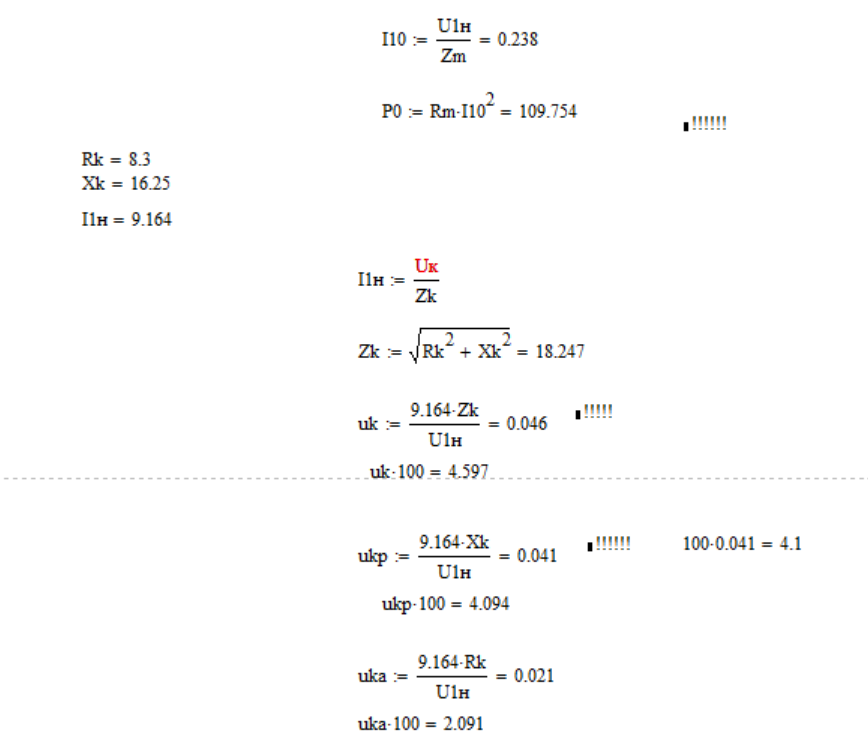 I10 := U1н/Zm = 0.238
P0 := Rm·I10^2 = 109.754
!!!!!!
Rk = 8.3
Xk = 16.25
I1н = 9.164
I1н := Uк/Zk
Zk := √(Rk^2 + Xk^2) = 18.247
uk := 9.164·Zk/U1н = 0.046 !!!!!
uk·100 = 4.597
ukp := 9.164·Xk/U1н = 0.041 !!!!!! 100·0.041 = 4.1
ukp·100 = 4.094
uka := 9.164·Rk/U1н = 0.021
uka·100 = 2.091